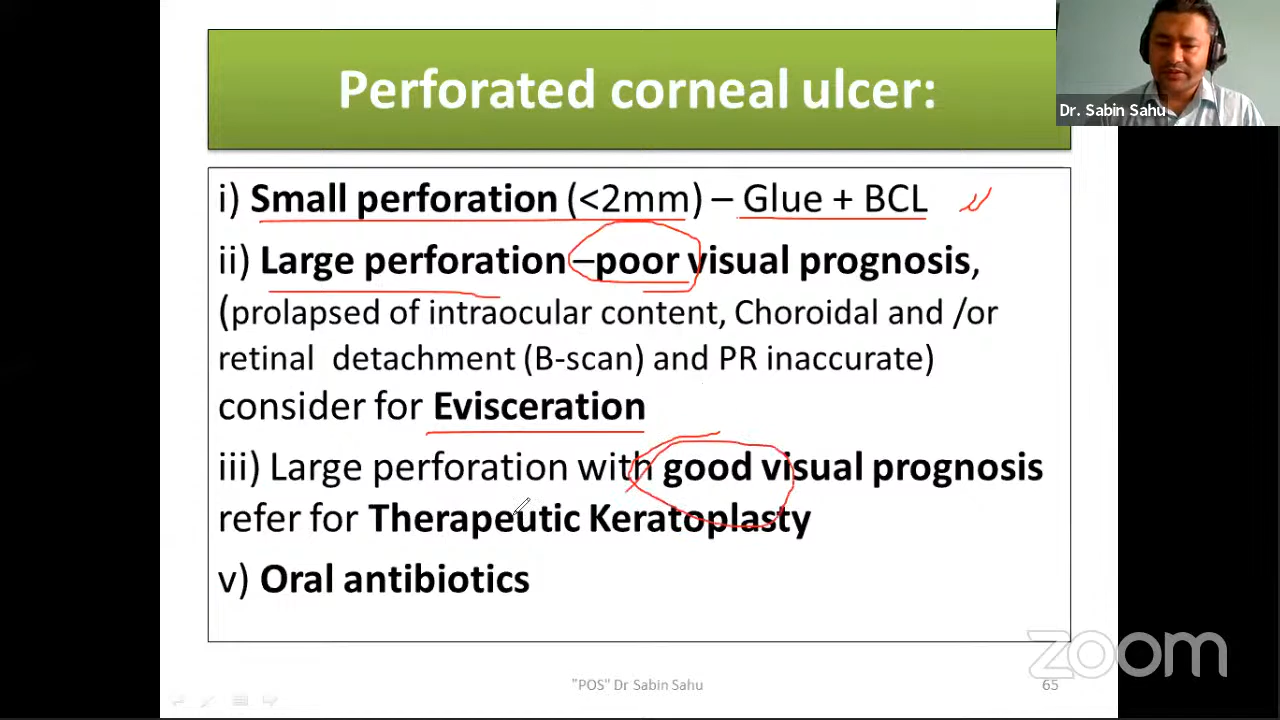 Perforated corneal ulcer:
Dr. Sabin Sahu
i) Small perforation (<2mm) – Glue + BCL
ii) Large perforation –poor visual prognosis,
(prolapsed of intraocular content, Choroidal and /or
retinal detachment (B-scan) and PR inaccurate)
consider for Evisceration
iii) Large perforation with good visual prognosis
refer for Therapeutic Keratoplasty
v) Oral antibiotics
zoom
"POS" Dr Sabin Sahu
65